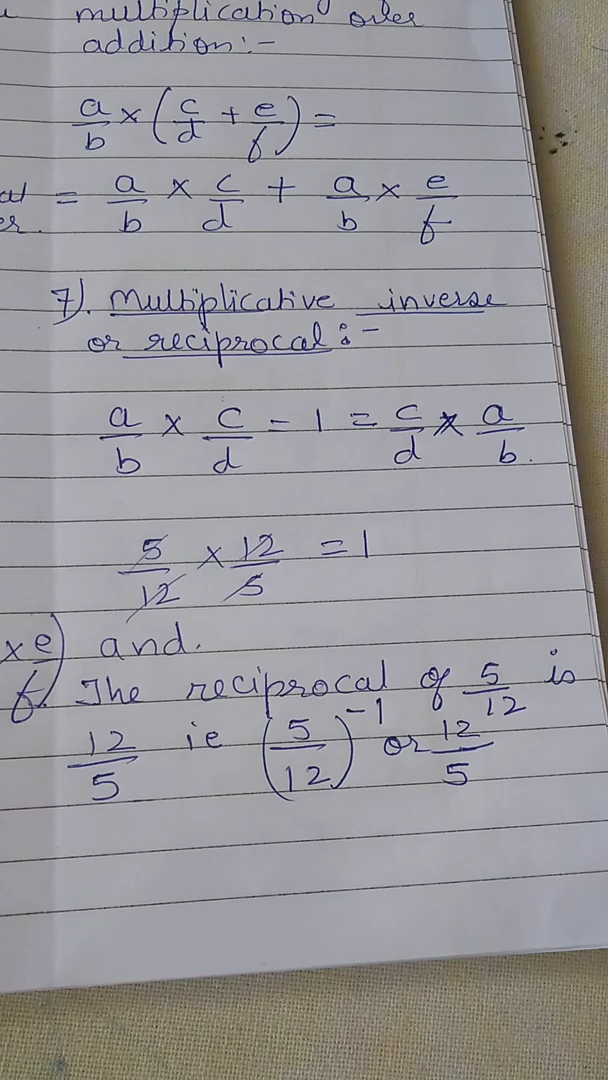 multiplication over
addition:-
a/b × (c/d + e/f) =
= a/b × c/d + a/b × e/f
7). Multiplicative inverse
or reciprocal :-
a/b × c/d = 1 = c/d × a/b.
5/12 × 12/5 = 1
×e) and.
f. The reciprocal of 5/12 is
12/5 ie (5/12)^-1 or 12/5